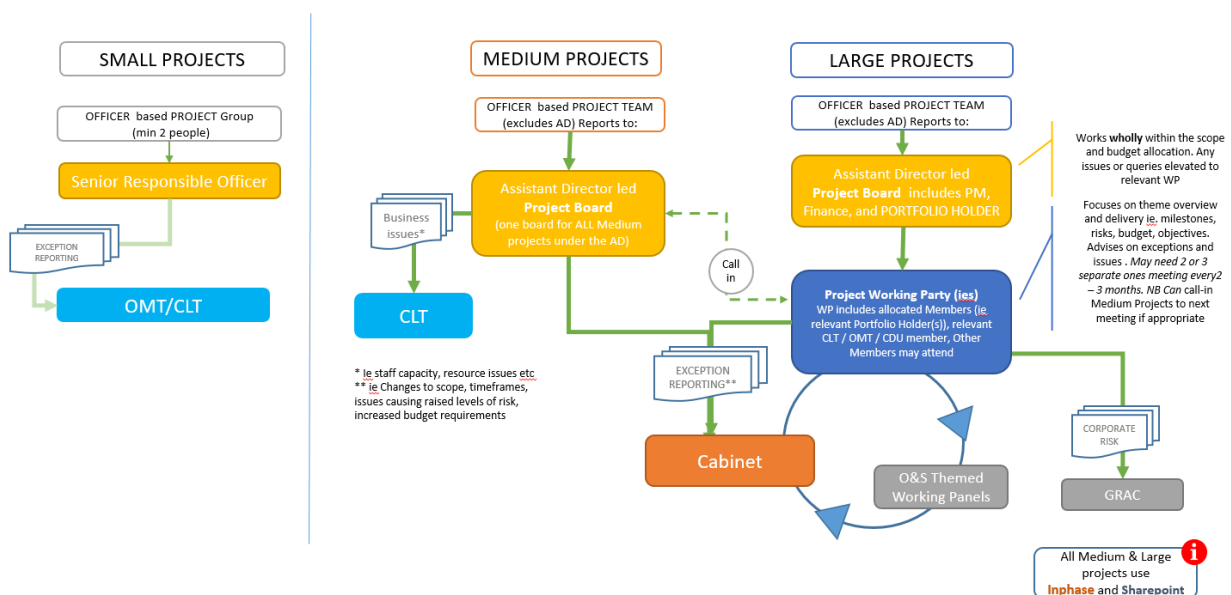 SMALL PROJECTS
OFFICER based PROJECT Group
(min 2 people)
Senior Responsible Officer
EXCEPTION
REPORTING
OMT/CLT
MEDIUM PROJECTS
OFFICER based PROJECT TEAM
(excludes AD) Reports to:
Assistant Director led
Project Board
(one board for ALL Medium
projects under the AD)
Business
issues*
CLT
* Ie staff capacity, resource issues etc
** ie Changes to scope, timeframes,
issues causing raised levels of risk,
increased budget requirements
Call
in
LARGE PROJECTS
OFFICER based PROJECT TEAM
(excludes AD) Reports to:
Assistant Director led
Project Board includes PM,
Finance, and PORTFOLIO HOLDER
Project Working Party (ies)
WP includes allocated Members (ie
relevant Portfolio Holder(s)), relevant
CLT / OMT / CDU member, Other
Members may attend
EXCEPTION
REPORTING**
Cabinet
O&S Themed
Working Panels
CORPORATE
RISK
GRAC
Works wholly within the scope
and budget allocation. Any
issues or queries elevated to
relevant WP
Focuses on theme overview
and delivery ie. milestones,
risks, budget, objectives.
Advises on exceptions and
issues . May need 2 or 3
separate ones meeting every2
– 3 months. NB Can call-in
Medium Projects to next
meeting if appropriate
i
All Medium & Large
projects use
Inphase and Sharepoint